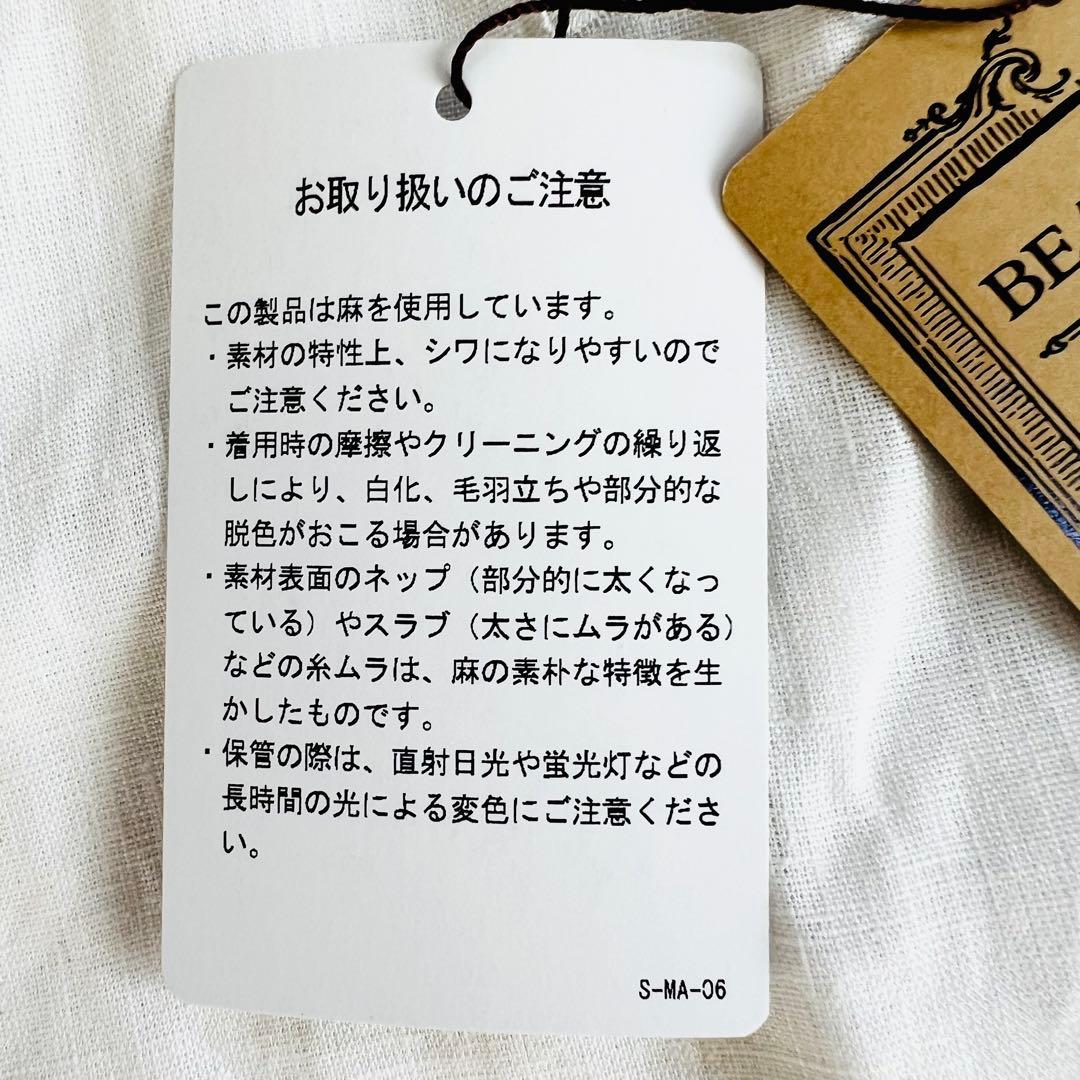 お取り扱いのご注意
この製品は麻を使用しています。
・素材の特性上、シワになりやすいので
ご注意ください。
・着用時の摩擦やクリーニングの繰り返
しにより、白化、毛羽立ちや部分的な
脱色がおこる場合があります。
・素材表面のネップ（部分的に太くなっ
ている）やスラブ（太さにムラがある）
などの糸ムラは、麻の素朴な特徴を生
かしたものです。
・保管の際は、直射日光や蛍光灯などの
長時間の光による変色にご注意くださ
い。
S-MA-06